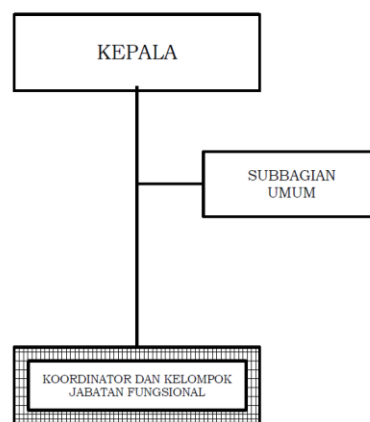 KEPALA
SUBBAGIAN
UMUM
KOORDINATOR DAN KELOMPOK
JABATAN FUNGSIONAL